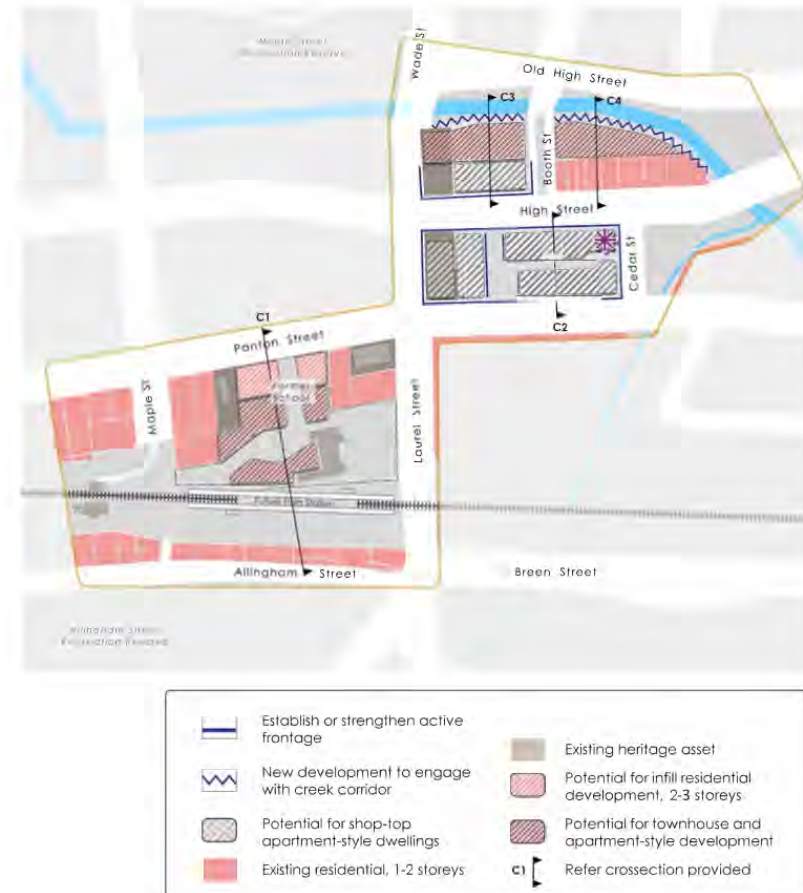 Wade St
Old High Street
C3
C4
Booth St
High Street
Cedar St
C1
C2
Panton Street
Former
School
Maple St
Laurel Street
Allingham Street
Breen Street
Establish or strengthen active
frontage
New development to engage
with creek corridor
Potential for shop-top
apartment-style dwellings
Existing residential, 1-2 storeys
Existing heritage asset
Potential for infill residential
development, 2-3 storeys
Potential for townhouse and
apartment-style development
C1
Refer crossection provided